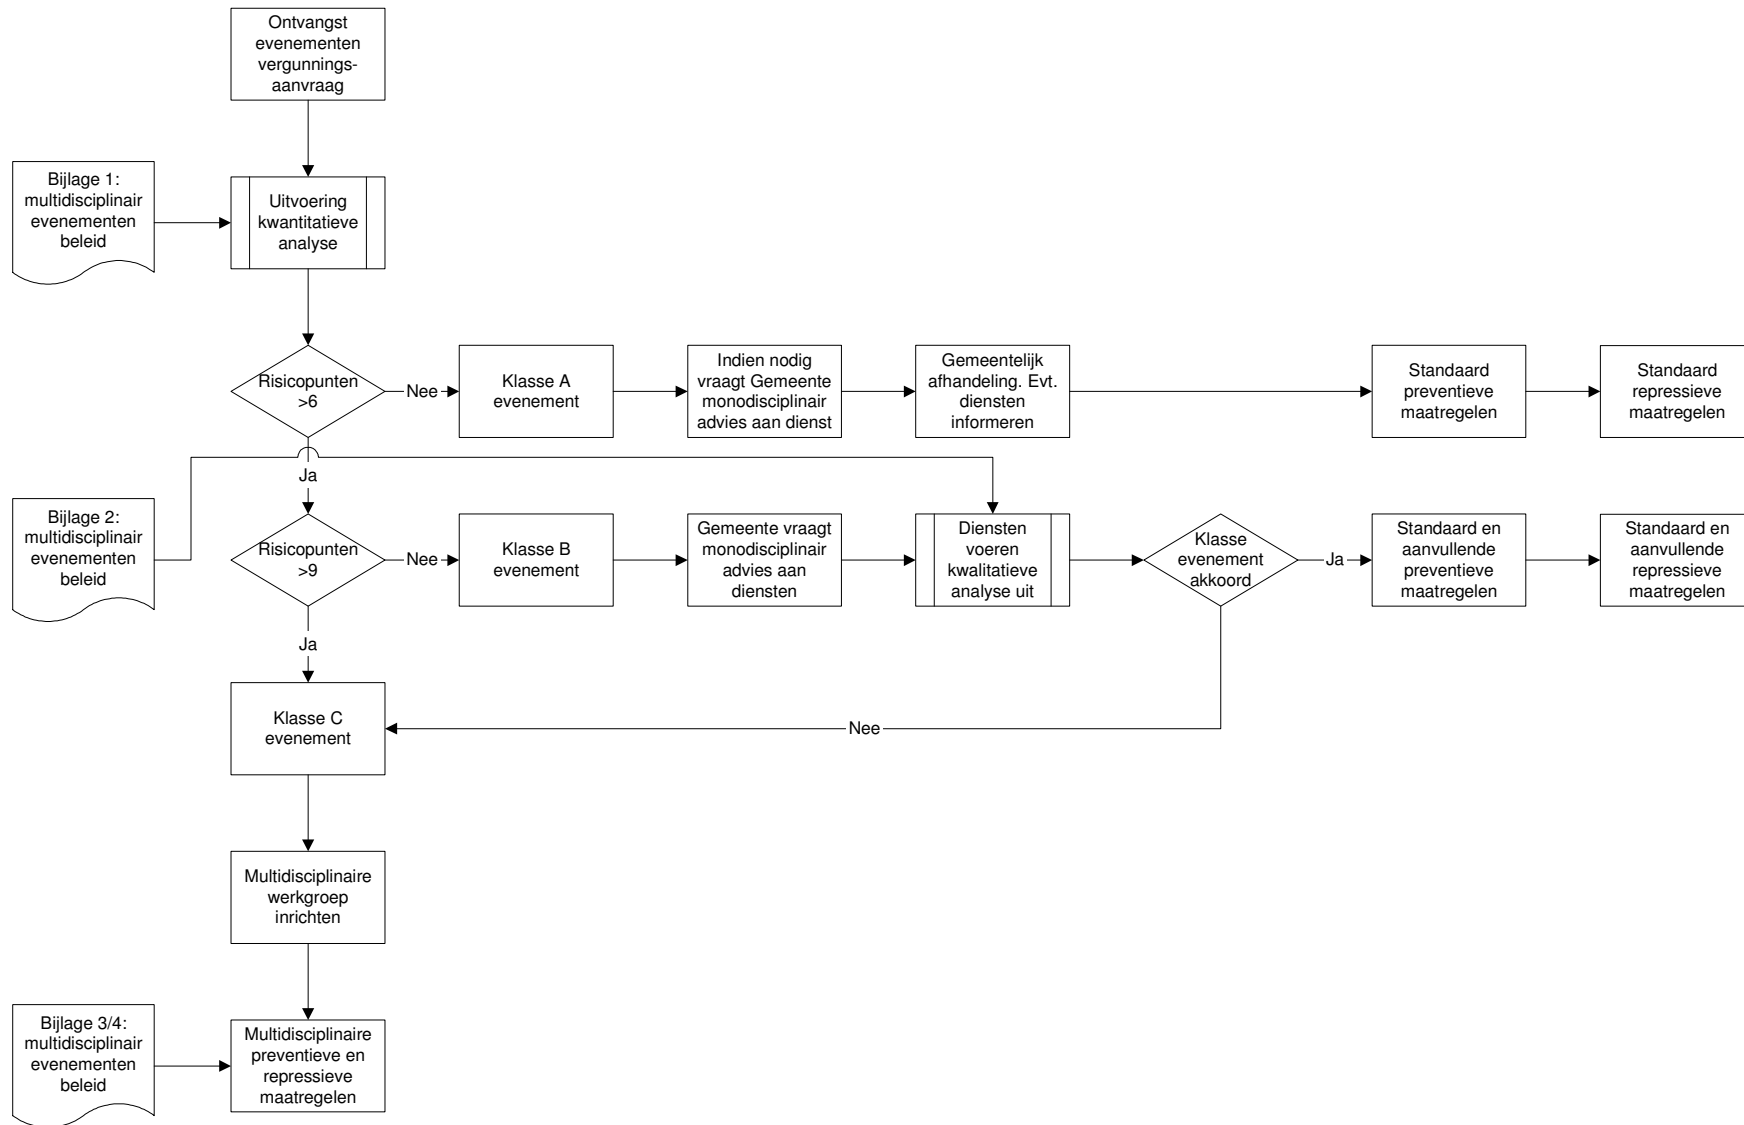 Ontvangst
evenementen
vergunnings-
aanvraag
Bijlage 1:
multidisciplinair
evenementen
beleid
Uitvoering
kwantitatieve
analyse
Risicopunten
>6
Nee
Klasse A
evenement
Indien nodig
vraagt Gemeente
monodisciplinair
advies aan dienst
Gemeentelijk
afhandeling. Evt.
diensten
informeren
Standaard
preventieve
maatregelen
Standaard
repressieve
maatregelen
Ja
Bijlage 2:
multidisciplinair
evenementen
beleid
Risicopunten
>9
Nee
Klasse B
evenement
Gemeente vraagt
monodisciplinair
advies aan
diensten
Diensten
voeren
kwalitatieve
analyse uit
Klasse
evenement
akkoord
Ja
Standaard en
aanvullende
preventieve
maatregelen
Standaard en
aanvullende
repressieve
maatregelen
Ja
Klasse C
evenement
Nee
Multidisciplinaire
werkgroep
inrichten
Bijlage 3/4:
multidisciplinair
evenementen
beleid
Multidisciplinaire
preventieve en
repressieve
maatregelen